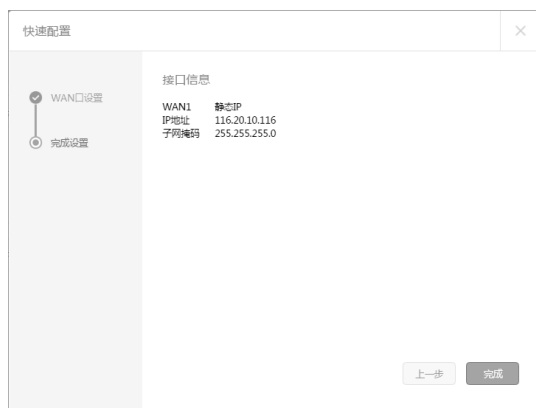 快速配置
WAN口设置
完成设置
接口信息
WAN1 静态IP
IP地址 116.20.10.116
子网掩码 255.255.255.0
上一步 完成